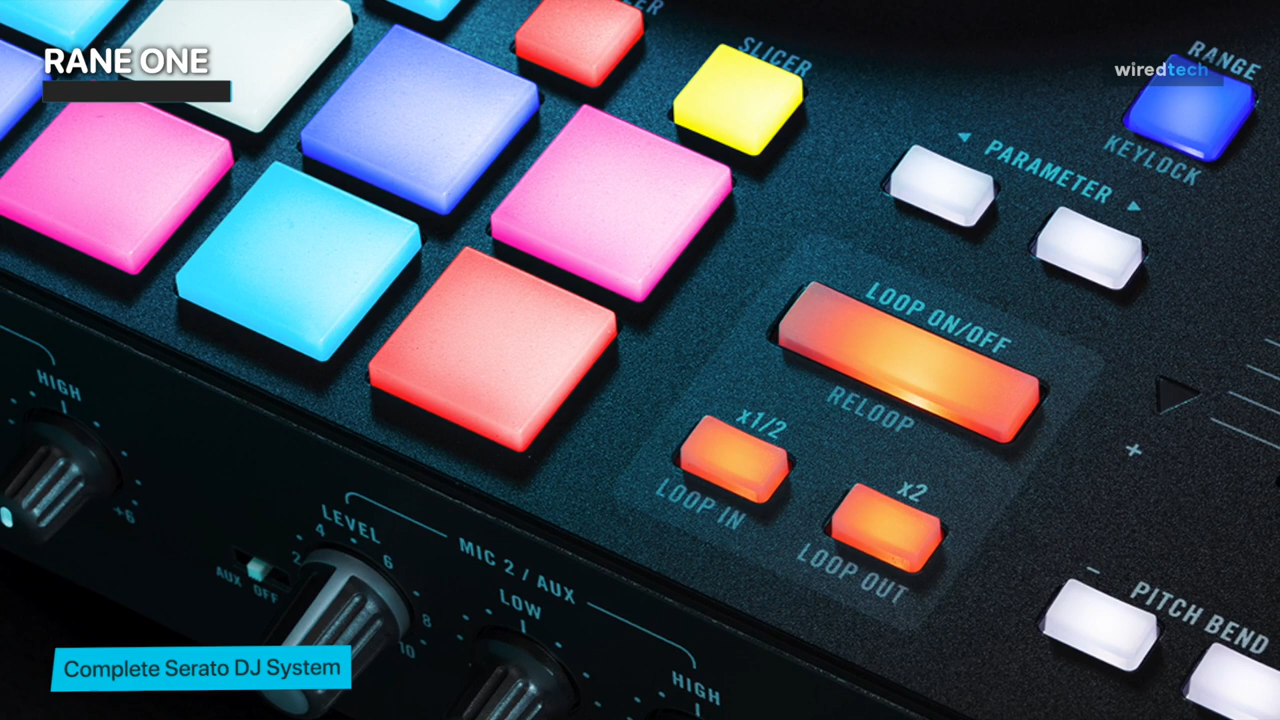 RANE ONE
SLICER
RANGE
wiredtech
KEYLOCK
◄ PARAMETER ►
LOOP ON/OFF
RELOOP
HIGH
+6
x1/2
LOOP IN
x2
LOOP OUT
+
LEVEL
2
4
6
8
10
AUX
OFF
MIC 2 / AUX
LOW
HIGH
−
PITCH BEND
Complete Serato DJ System